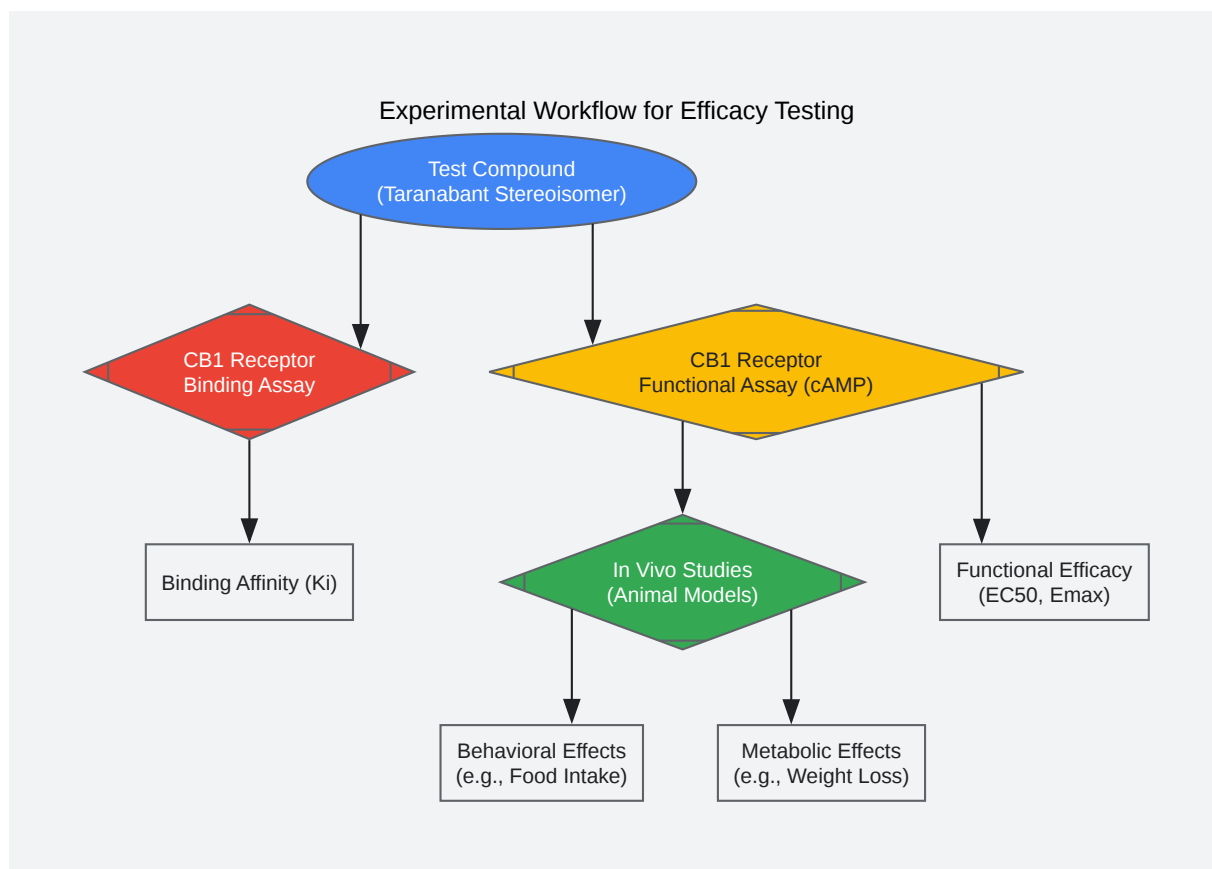 Experimental Workflow for Efficacy Testing
Test Compound
(Taranabant Stereoisomer)
CB1 Receptor
Binding Assay
CB1 Receptor
Functional Assay (cAMP)
Binding Affinity (Ki)
In Vivo Studies
(Animal Models)
Functional Efficacy
(EC50, Emax)
Behavioral Effects
(e.g., Food Intake)
Metabolic Effects
(e.g., Weight Loss)